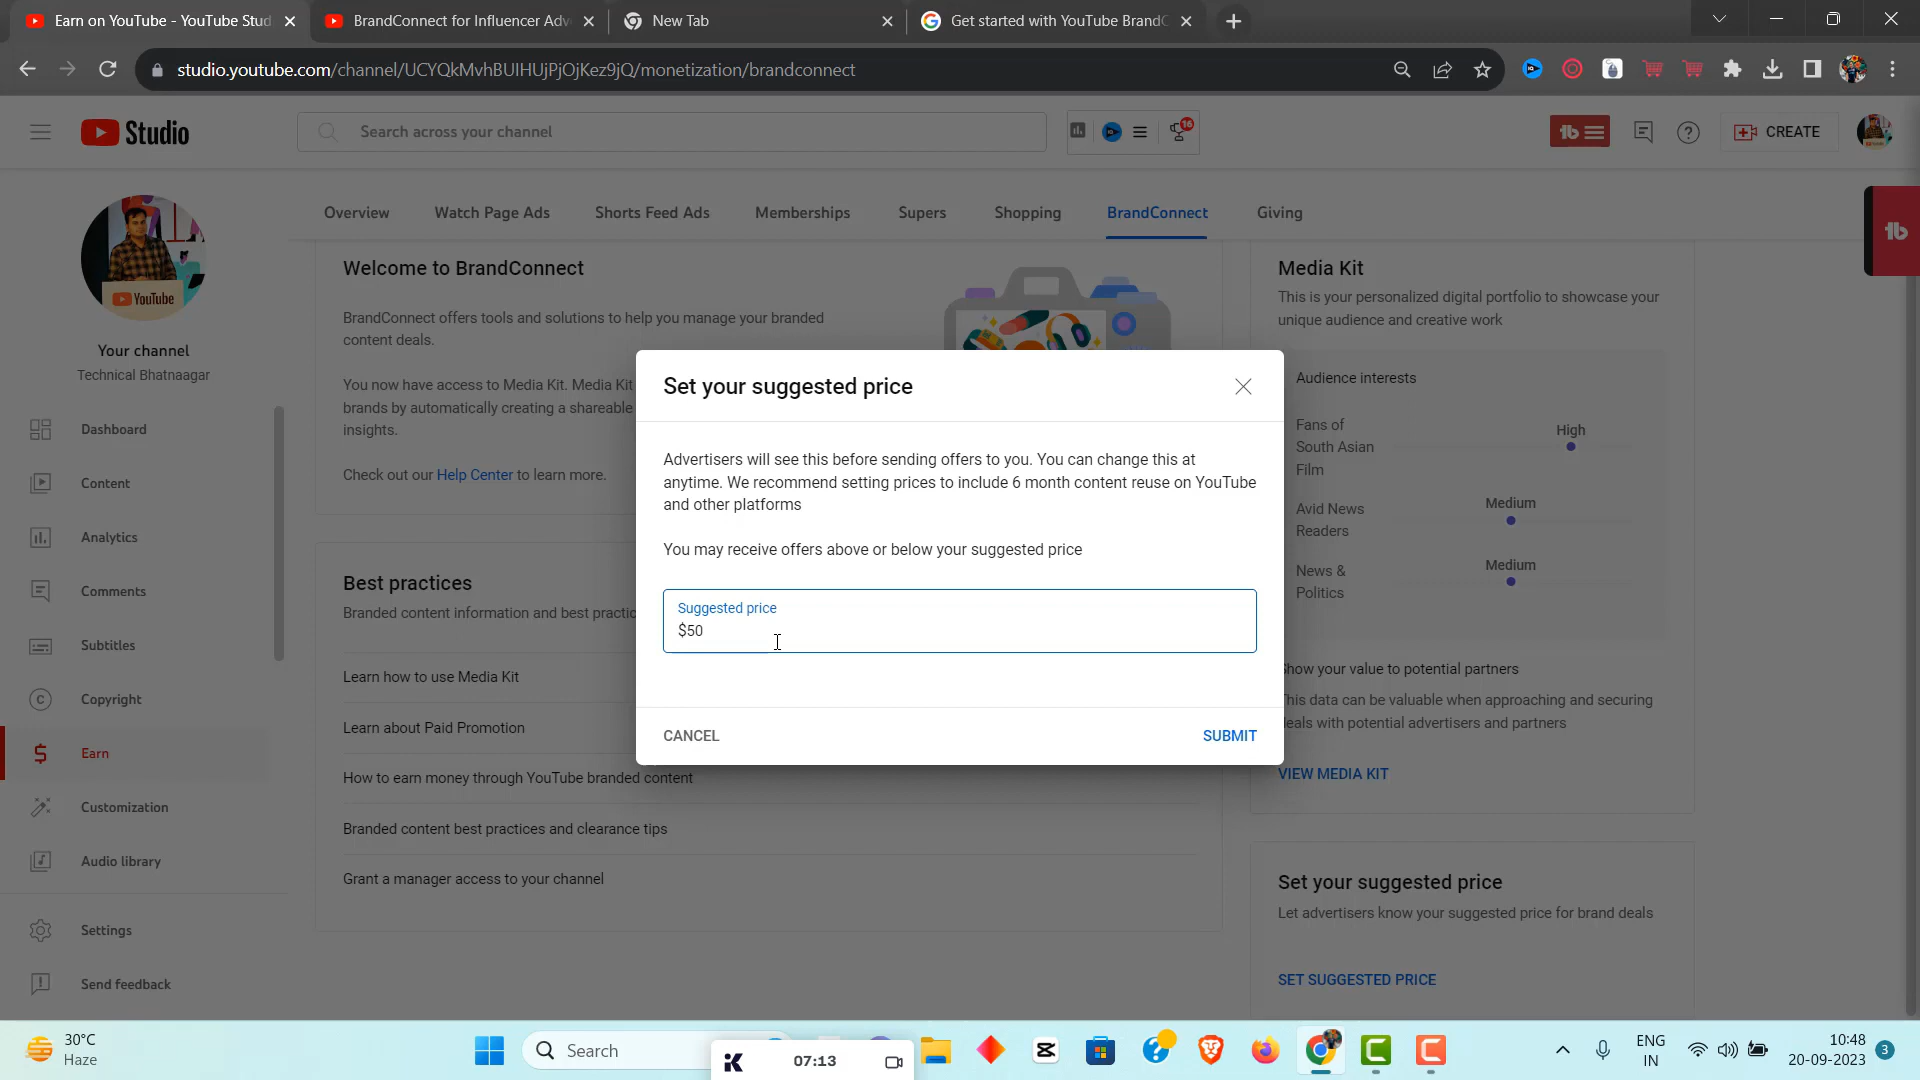 Earn on YouTube - YouTube Stud
BrandConnect for Influencer Adv
New Tab
Get started with YouTube BrandC
studio.youtube.com/channel/UCYQkMvhBUIHUjPjOjKez9jQ/monetization/brandconnect
Studio
Search across your channel
16
CREATE
YouTube
Your channel
Technical Bhatnaagar
Dashboard
Content
Analytics
Comments
Subtitles
Copyright
Earn
Customization
Audio library
Settings
Send feedback
Overview
Watch Page Ads
Shorts Feed Ads
Memberships
Supers
Shopping
BrandConnect
Giving
Welcome to BrandConnect
BrandConnect offers tools and solutions to help you manage your branded
content deals.
You now have access to Media Kit. Media Kit
brands by automatically creating a shareable
insights.
Check out our Help Center to learn more.
Best practices
Branded content information and best practic
Learn how to use Media Kit
Learn about Paid Promotion
How to earn money through YouTube branded content
Branded content best practices and clearance tips
Grant a manager access to your channel
Set your suggested price
Advertisers will see this before sending offers to you. You can change this at
anytime. We recommend setting prices to include 6 month content reuse on YouTube
and other platforms
You may receive offers above or below your suggested price
Suggested price
$50
CANCEL
SUBMIT
Media Kit
This is your personalized digital portfolio to showcase your
unique audience and creative work
Audience interests
Fans of
South Asian
Film
High
Avid News
Readers
Medium
News &
Politics
Medium
Show your value to potential partners
This data can be valuable when approaching and securing
deals with potential advertisers and partners
VIEW MEDIA KIT
Set your suggested price
Let advertisers know your suggested price for brand deals
SET SUGGESTED PRICE
30°C
Haze
Search
07:13
ENG
IN
10:48
20-09-2023
3